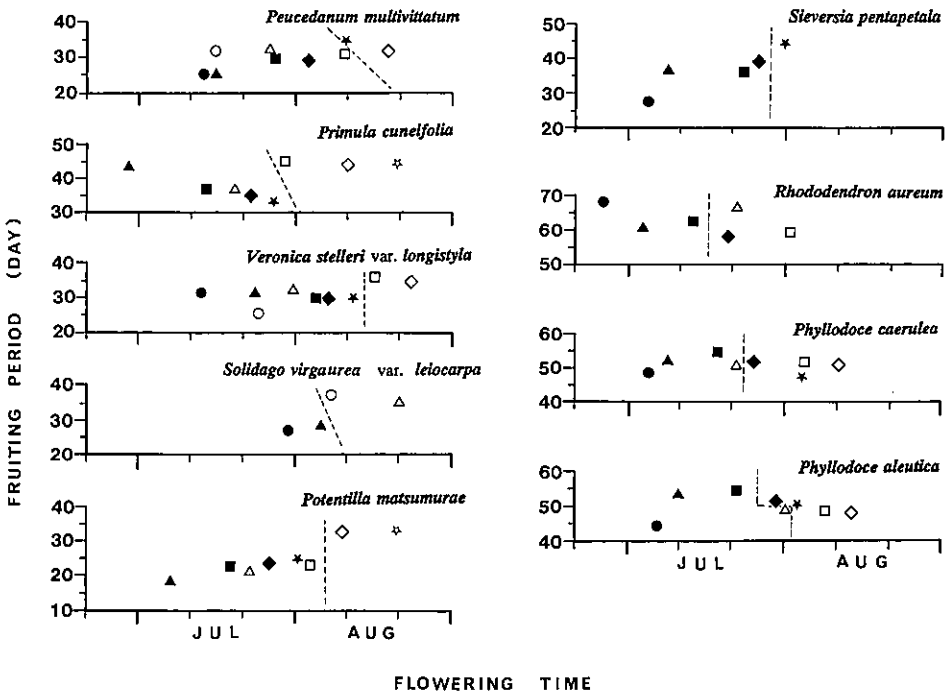 Peucedanum multivittatum
40
30
20
Primula cunelfolia
50
40
30
Veronica stelleri var. longistyla
40
30
20
Solidago virgaurea var. leiocarpa
40
30
20
Potentilla matsumurae
40
30
20
10
JUL AUG
Sieversia pentapetala
50
40
30
20
Rhododendron aureum
70
60
50
Phyllodoce caerulea
60
50
40
Phyllodoce aleutica
60
50
40
JUL AUG
FRUITING PERIOD (DAY)
FLOWERING TIME